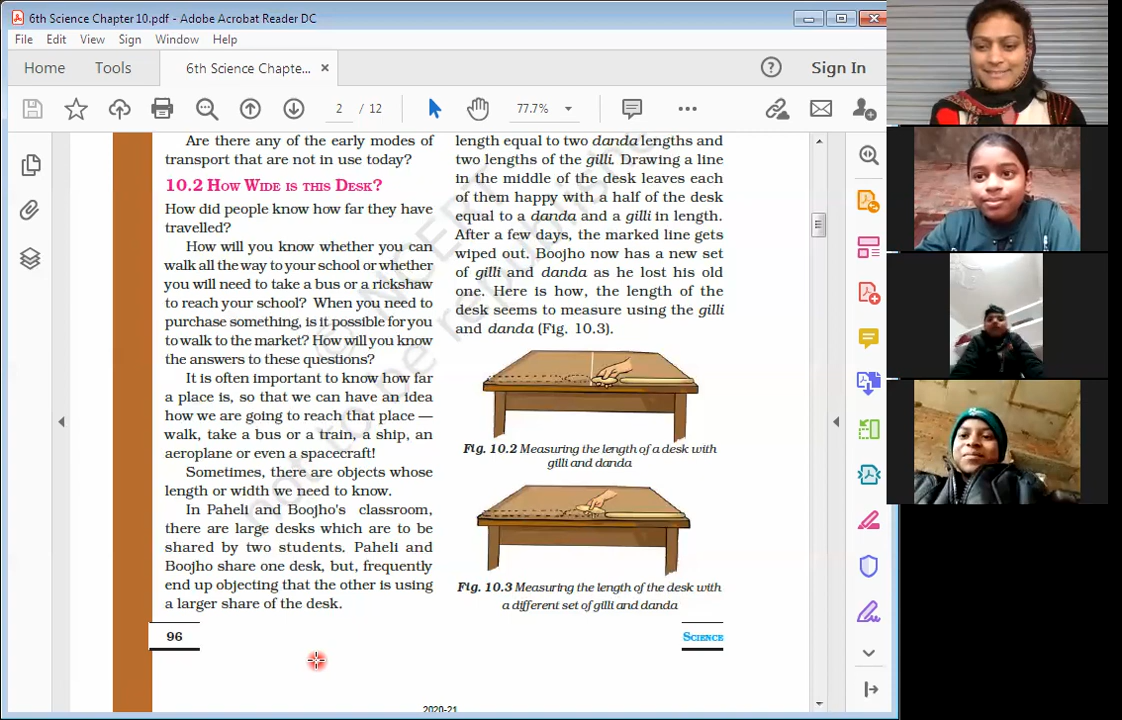 6th Science Chapter 10.pdf - Adobe Acrobat Reader DC
File Edit View Sign Window Help
Home Tools 6th Science Chapte... × Sign In
2 / 12 77.7%
Are there any of the early modes of
transport that are not in use today?
10.2 HOW WIDE IS THIS DESK?
How did people know how far they have
travelled?
How will you know whether you can
walk all the way to your school or whether
you will need to take a bus or a rickshaw
to reach your school? When you need to
purchase something, is it possible for you
to walk to the market? How will you know
the answers to these questions?
It is often important to know how far
a place is, so that we can have an idea
how we are going to reach that place —
walk, take a bus or a train, a ship, an
aeroplane or even a spacecraft!
Sometimes, there are objects whose
length or width we need to know.
In Paheli and Boojho's classroom,
there are large desks which are to be
shared by two students. Paheli and
Boojho share one desk, but, frequently
end up objecting that the other is using
a larger share of the desk.
length equal to two danda lengths and
two lengths of the gilli. Drawing a line
in the middle of the desk leaves each
of them happy with a half of the desk
equal to a danda and a gilli in length.
After a few days, the marked line gets
wiped out. Boojho now has a new set
of gilli and danda as he lost his old
one. Here is how, the length of the
desk seems to measure using the gilli
and danda (Fig. 10.3).
Fig. 10.2 Measuring the length of a desk with
gilli and danda
Fig. 10.3 Measuring the length of the desk with
a different set of gilli and danda
96
SCIENCE
2020-21
© NCERT
not to be republished